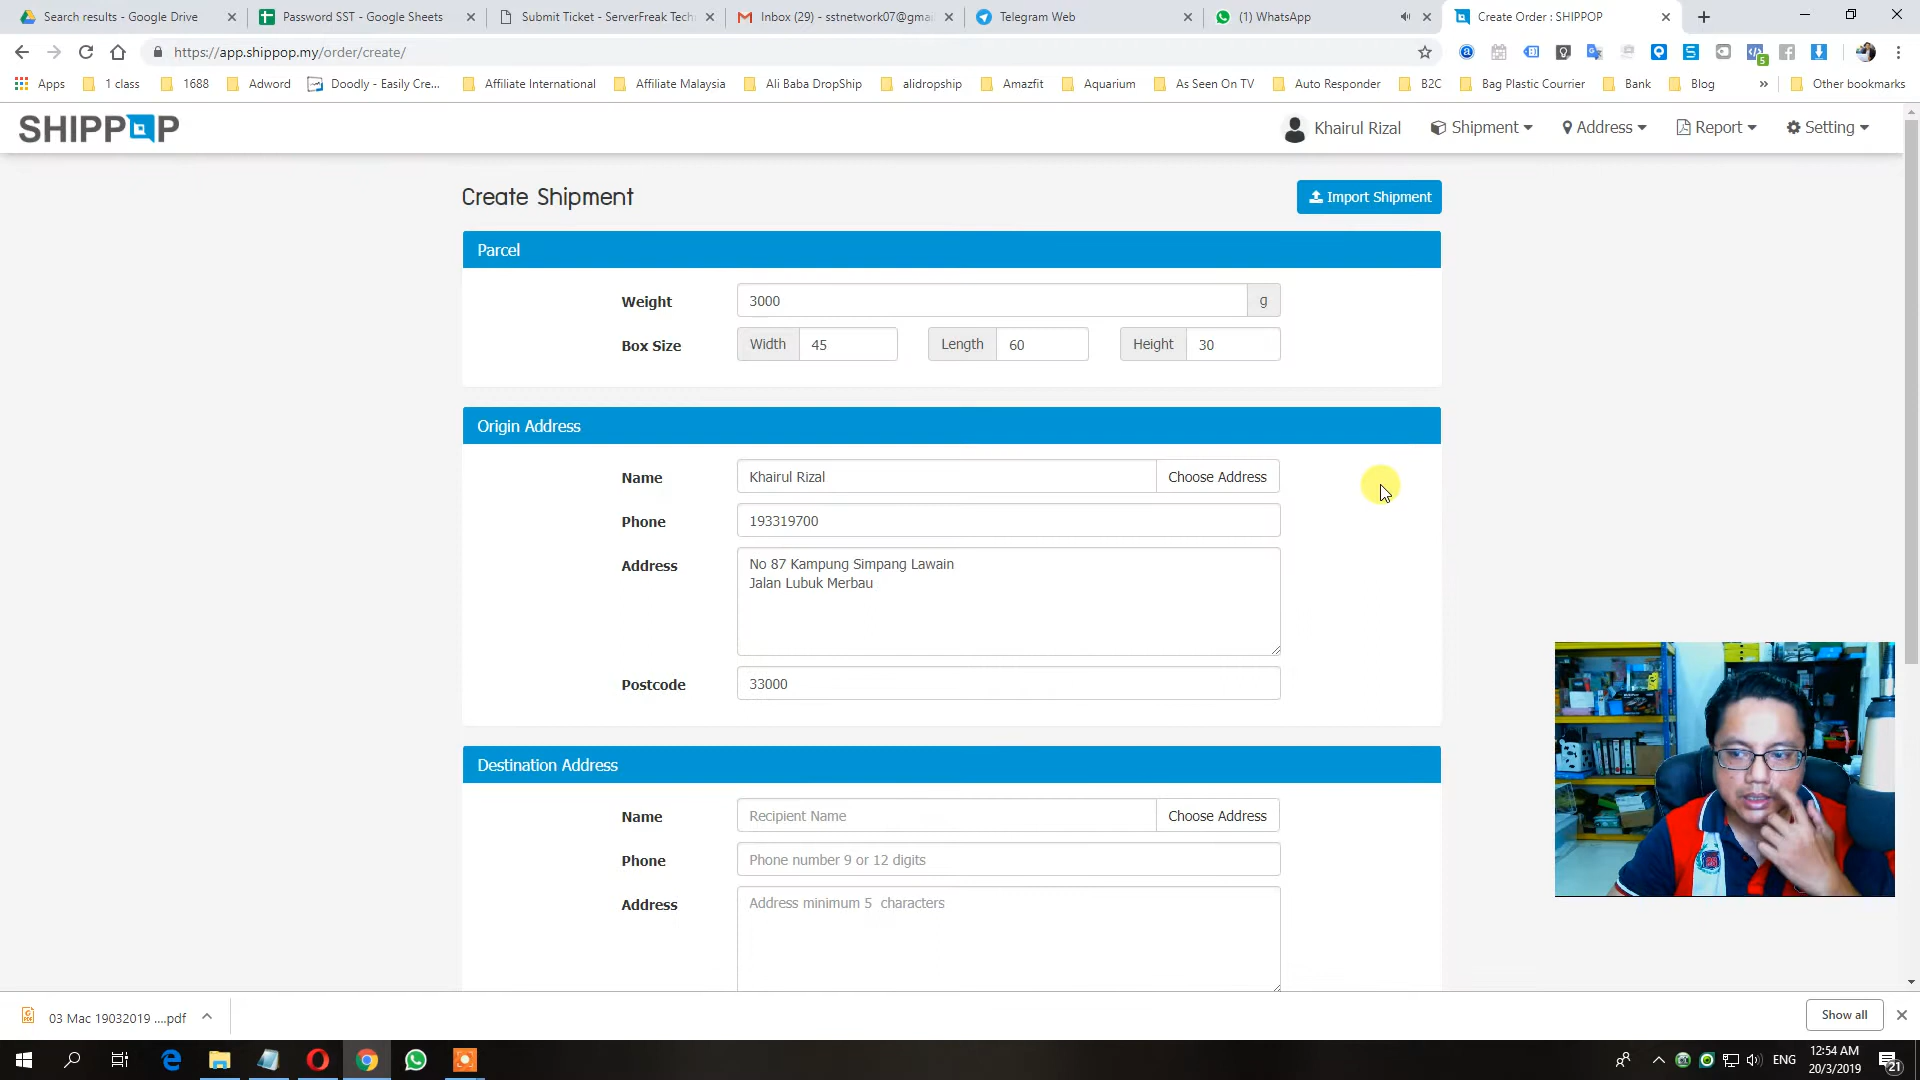 Search results - Google Drive
Password SST - Google Sheets
Submit Ticket - ServerFreak Tech
Inbox (29) - sstnetwork07@gma
Telegram Web
(1) WhatsApp
Create Order : SHIPPOP
https://app.shippop.my/order/create/
5
Apps
1 class
1688
Adword
Doodly - Easily Cre...
Affiliate International
Affiliate Malaysia
Ali Baba DropShip
alidropship
Amazfit
Aquarium
As Seen On TV
Auto Responder
B2C
Bag Plastic Courrier
Bank
Blog
»
Other bookmarks
SHIPPOP
Khairul Rizal
Shipment
Address
Report
Setting
Create Shipment
Import Shipment
Parcel
Weight 3000 g
Box Size Width 45 Length 60 Height 30
Origin Address
Name Khairul Rizal Choose Address
Phone 193319700
Address No 87 Kampung Simpang Lawain
Jalan Lubuk Merbau
Postcode 33000
Destination Address
Name Recipient Name Choose Address
Phone Phone number 9 or 12 digits
Address Address minimum 5 characters
03 Mac 19032019 ....pdf
Show all
ENG
12:54 AM
20/3/2019
21